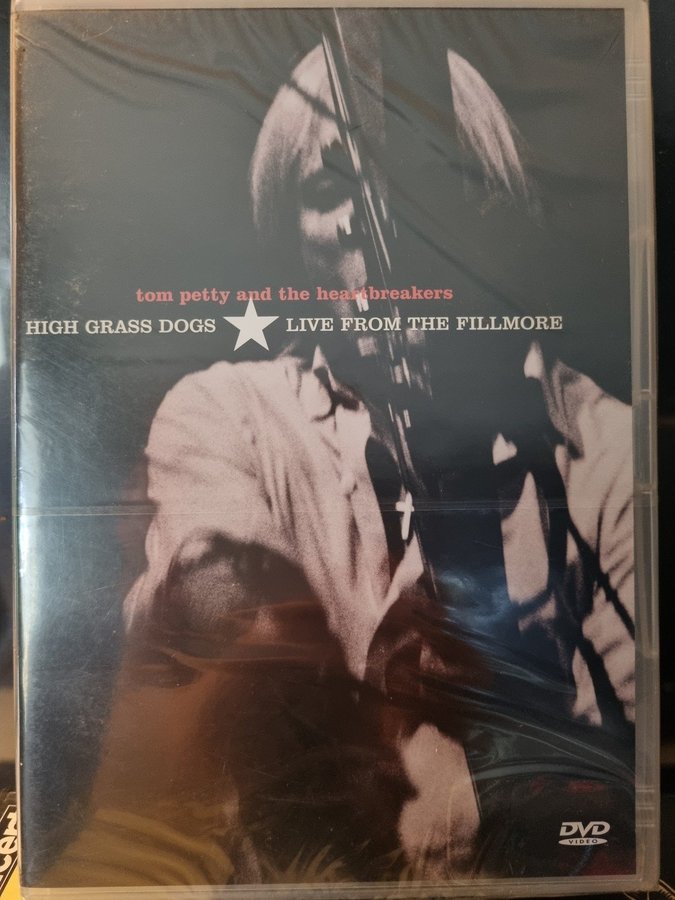 tom petty and the heartbreakers
HIGH GRASS DOGS ★ LIVE FROM THE FILLMORE
DVD
VIDEO